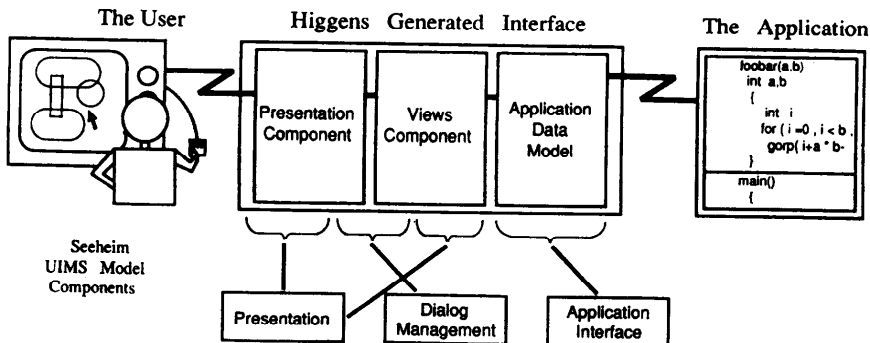 The User
Higgens Generated Interface
The Application
Presentation
Component
Views
Component
Application
Data
Model
foobar(a.b)
int a,b
{
int i
for ( i =0 , i < b .
gorp( i+a * b-
}
main()
{
Seeheim
UIMS Model
Components
Presentation
Dialog
Management
Application
Interface